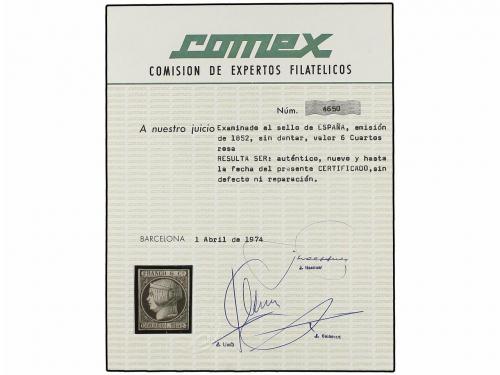 comex
COMISION DE EXPERTOS FILATELICOS
Núm. 4650
A nuestro juicio Examinado el sello de ESPAÑA, emisión
de 1852, sin dentar, valor 6 Cuartos
rosa
RESULTA SER: auténtico, nuevo y hasta
la fecha del presente CERTIFICADO, sin
defecto ni reparación.
BARCELONA 1 Abril de 1974
FRANCO 6 Cs
CORREOS 1852